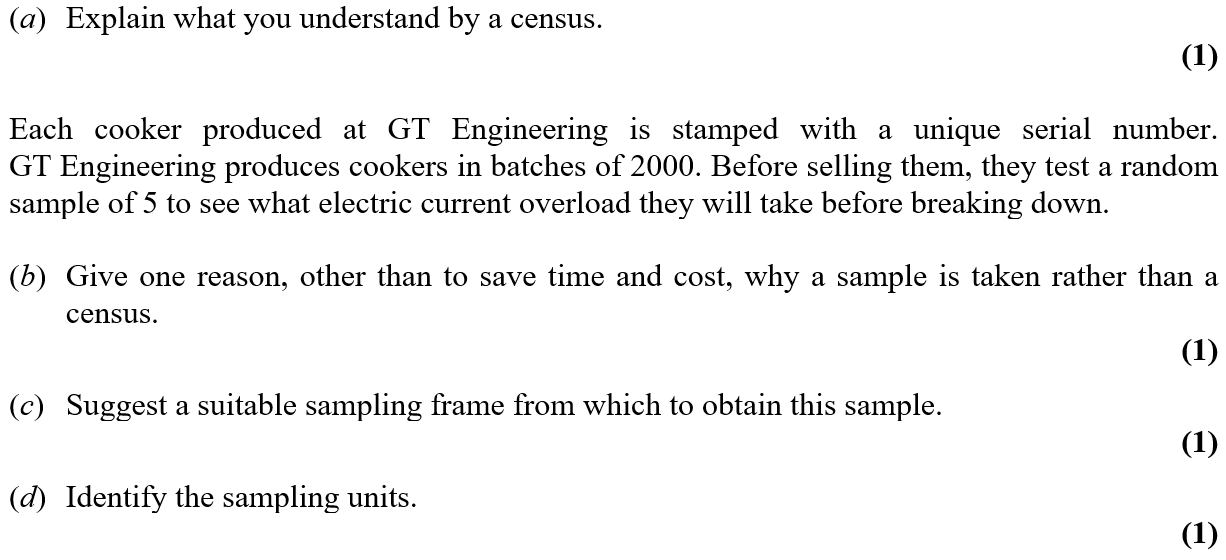 (a) Explain what you understand by a census.
(1)
Each cooker produced at GT Engineering is stamped with a unique serial number.
GT Engineering produces cookers in batches of 2000. Before selling them, they test a random
sample of 5 to see what electric current overload they will take before breaking down.
(b) Give one reason, other than to save time and cost, why a sample is taken rather than a
census.
(1)
(c) Suggest a suitable sampling frame from which to obtain this sample.
(1)
(d) Identify the sampling units.
(1)